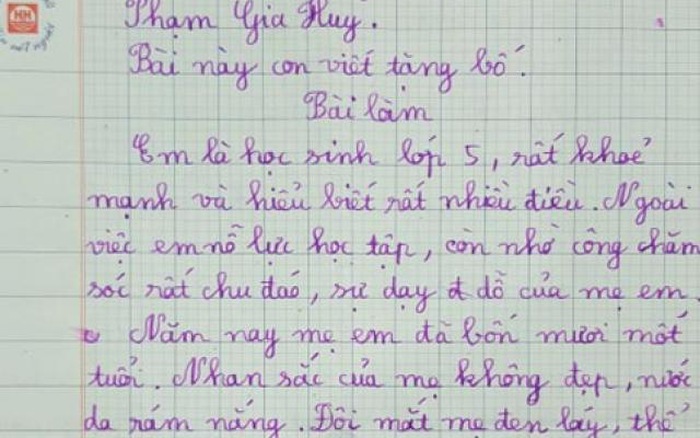 HH
Phạm Gia Huy.
Bài này con viết tặng bố.
Bài làm
Em là học sinh lớp 5, rất khoẻ
mạnh và hiểu biết rất nhiều điều. Ngoài
việc em nỗ lực học tập, còn nhờ công chăm
sóc rất chu đáo, sự dạy dỗ của mẹ em
Năm nay mẹ em đã bốn mươi một
tuổi. Nhan sắc của mẹ không đẹp, nước
da rám nắng. Đôi mắt mẹ đen láy, thể